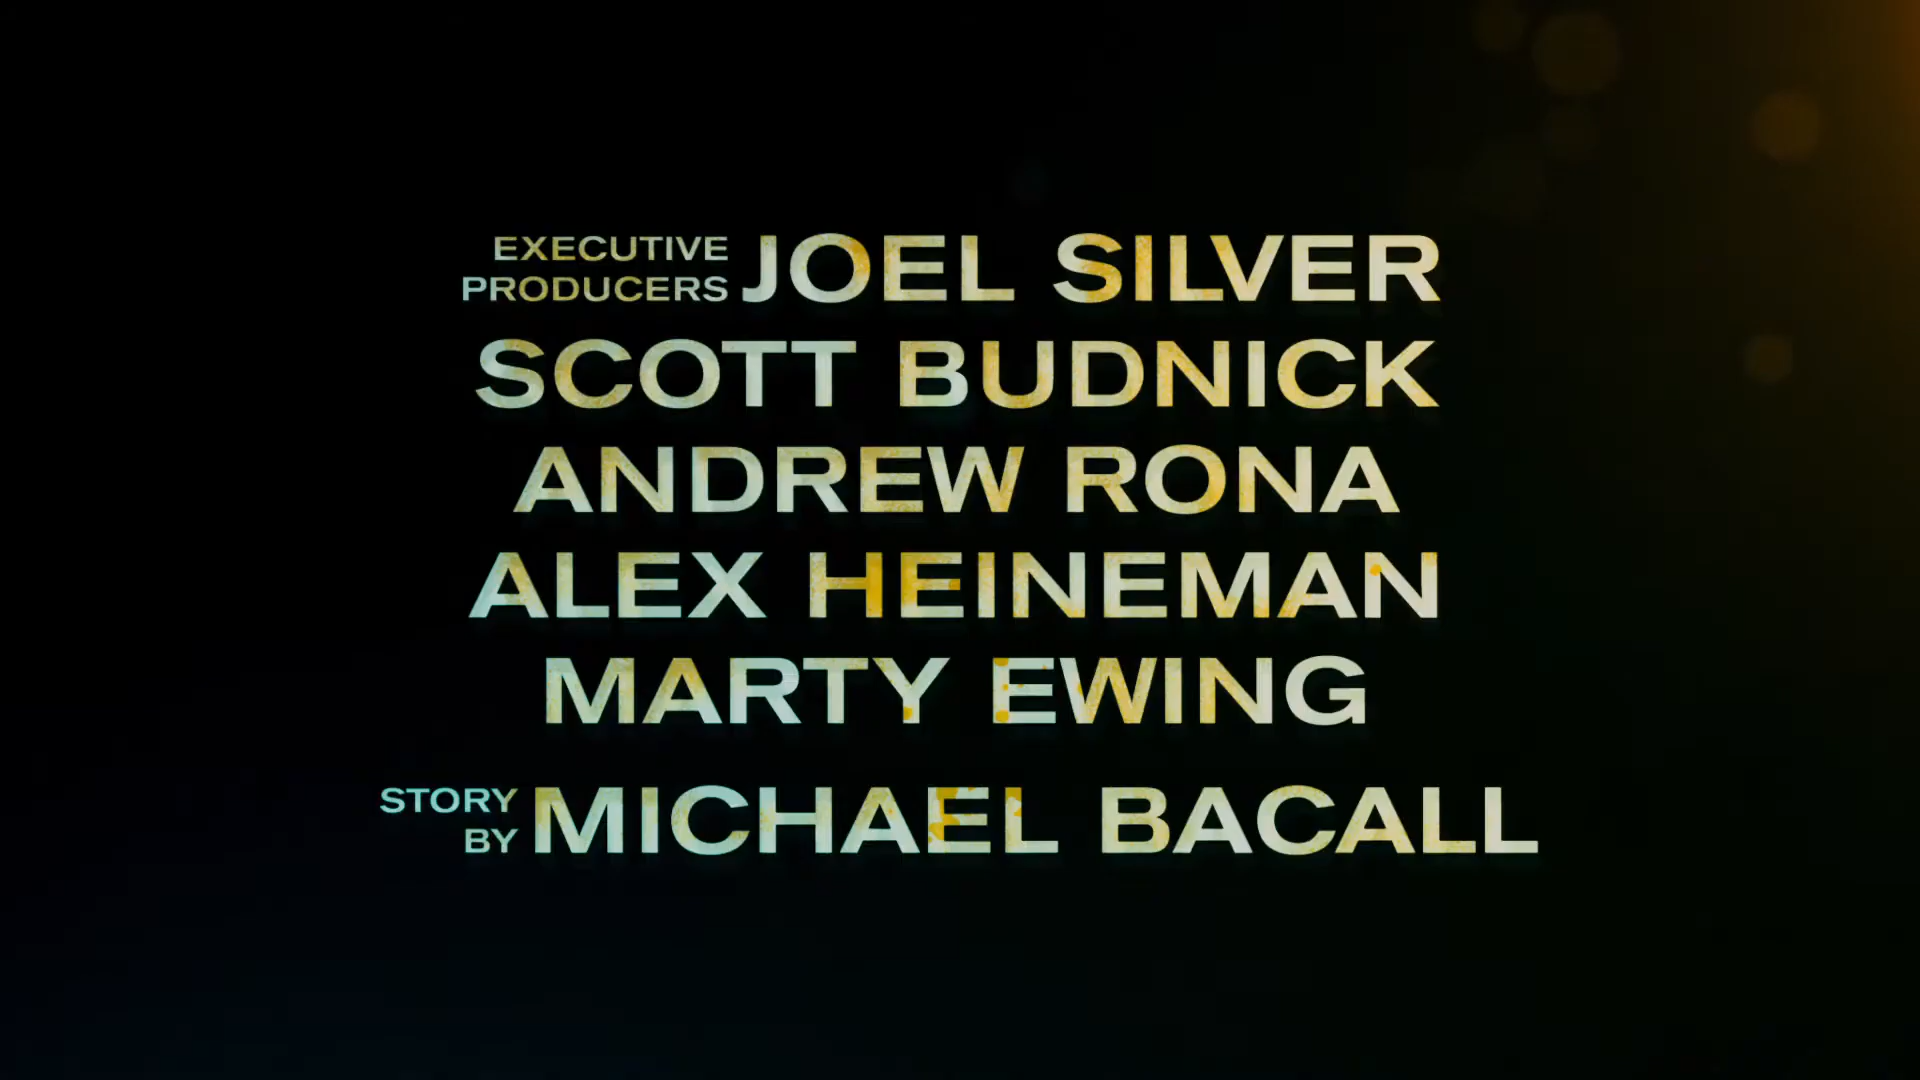 EXECUTIVE
PRODUCERS JOEL SILVER
SCOTT BUDNICK
ANDREW RONA
ALEX HEINEMAN
MARTY EWING
STORY
BY MICHAEL BACALL